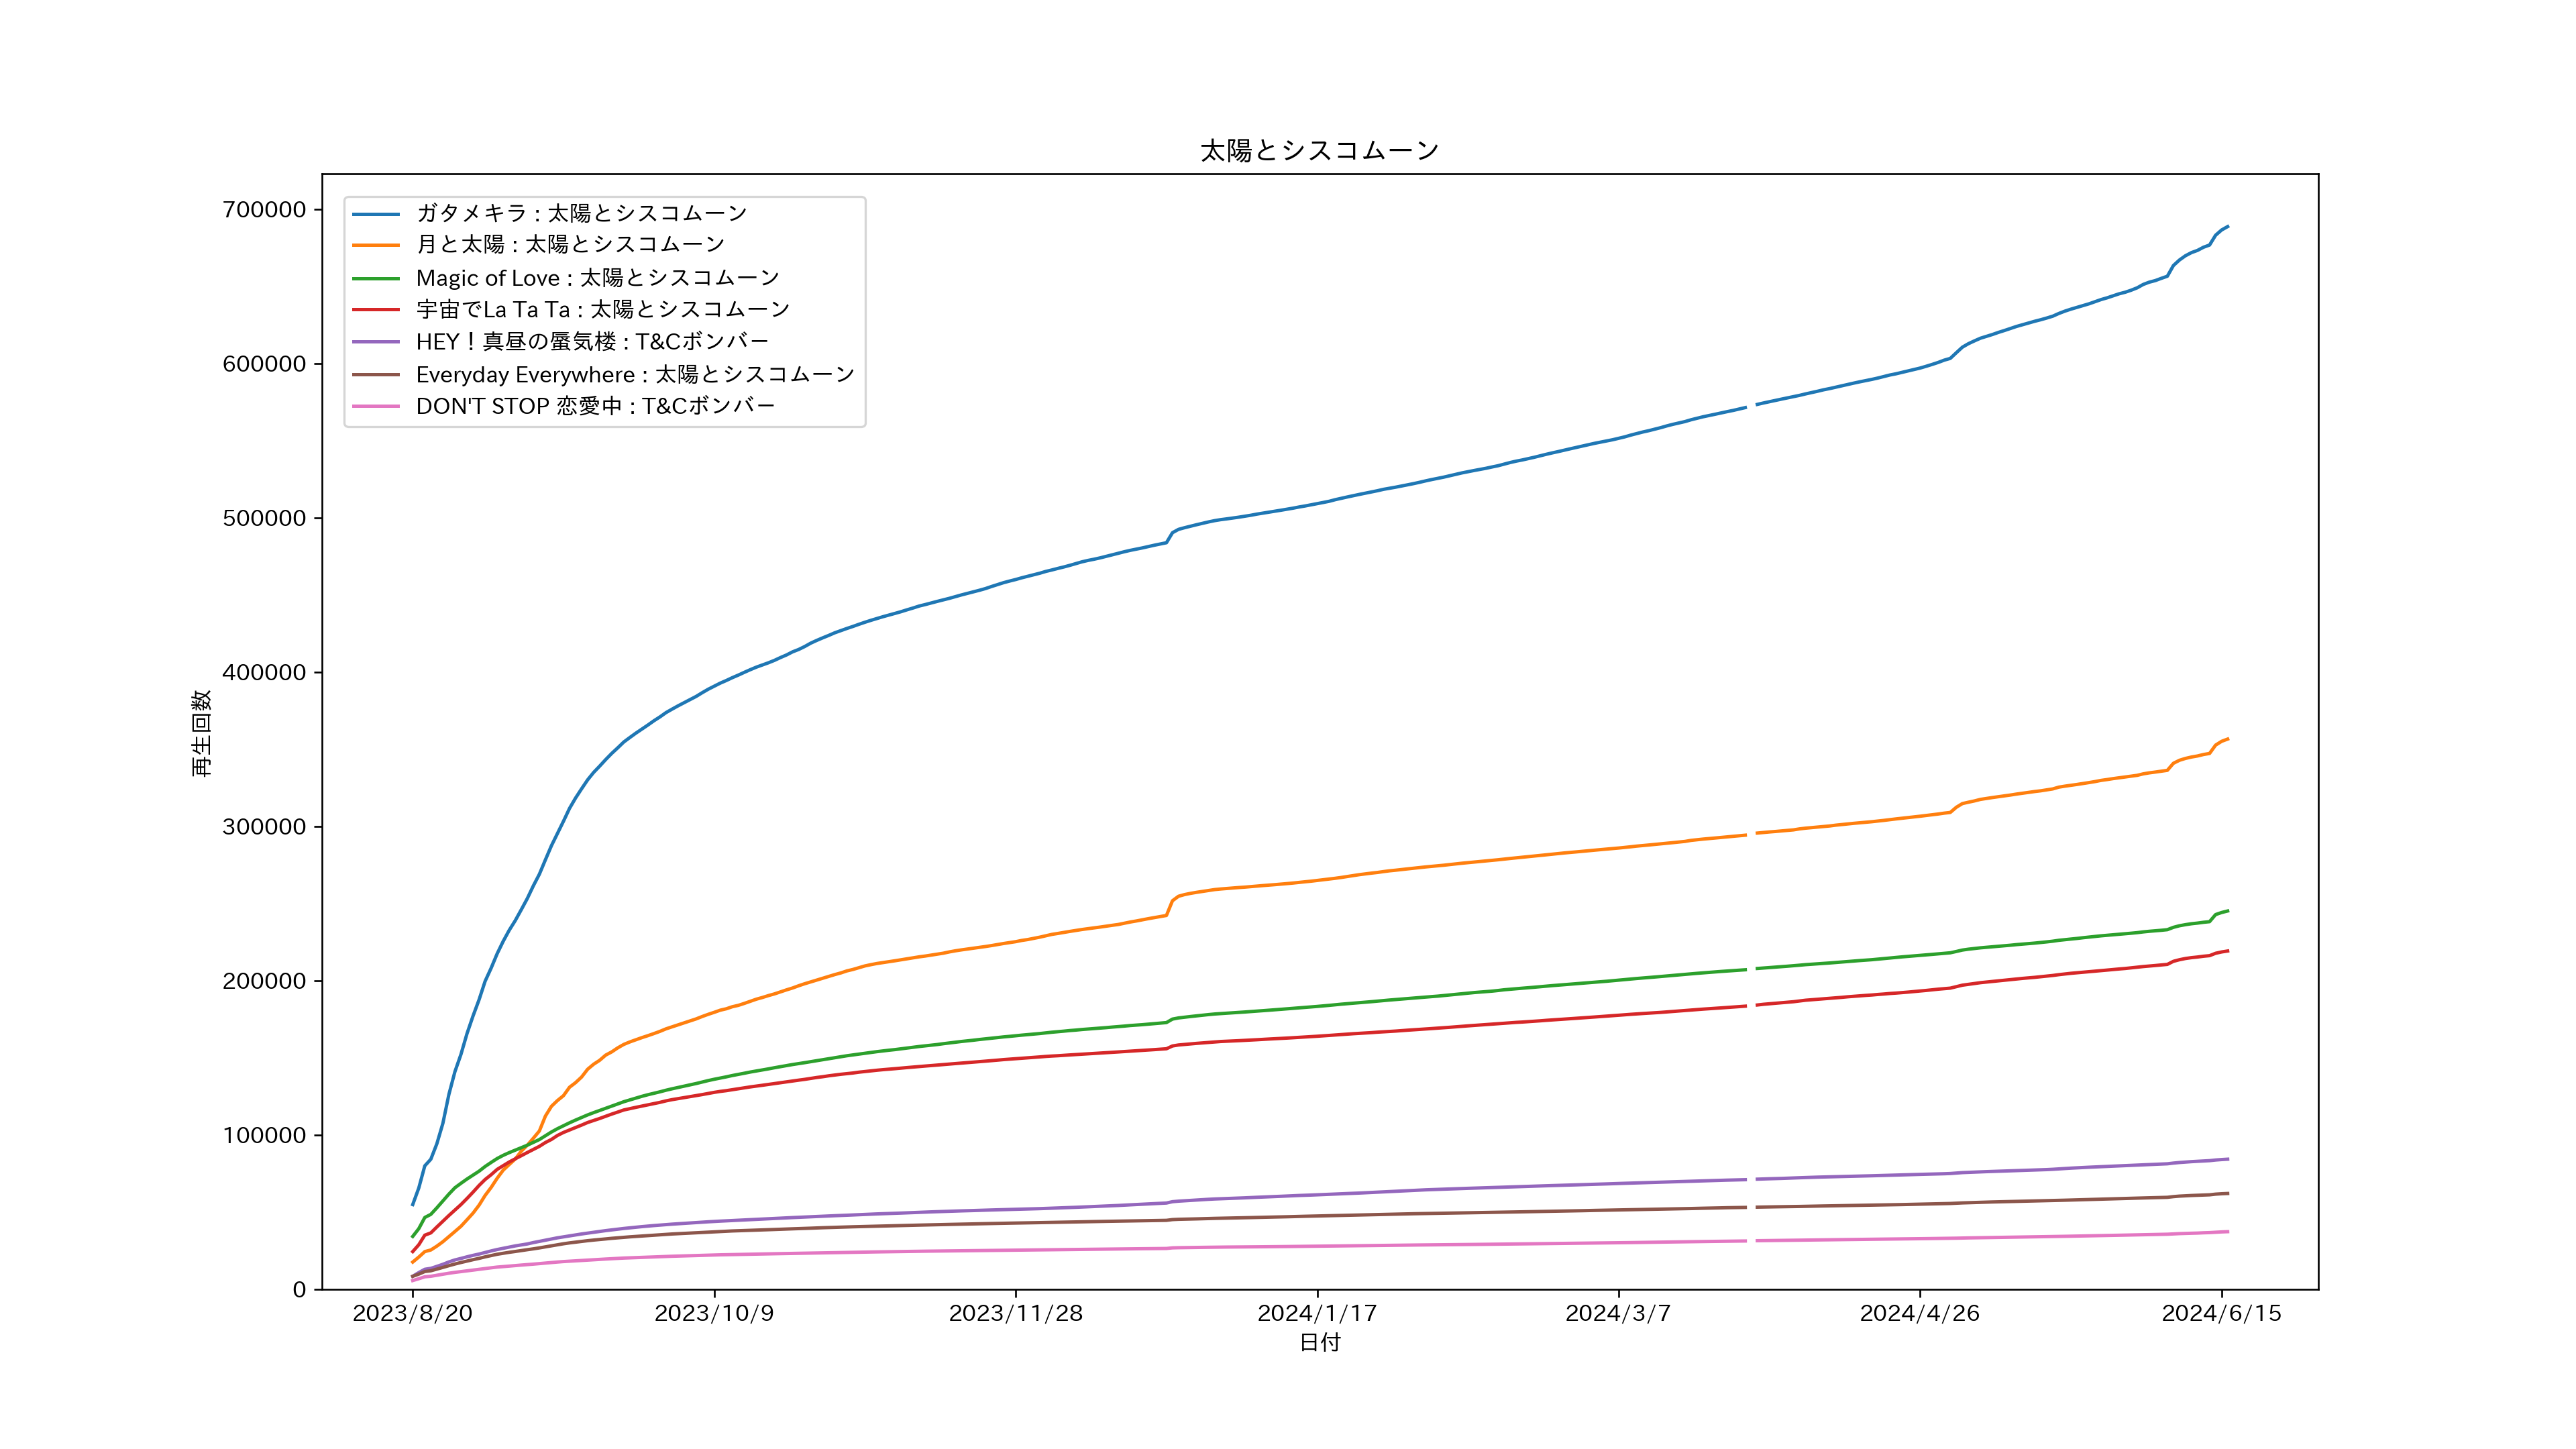 太陽とシスコムーン
ガタメキラ : 太陽とシスコムーン
月と太陽 : 太陽とシスコムーン
Magic of Love : 太陽とシスコムーン
宇宙でLa Ta Ta : 太陽とシスコムーン
HEY！真昼の蜃気楼 : T&Cボンバー
Everyday Everywhere : 太陽とシスコムーン
DON'T STOP 恋愛中 : T&Cボンバー
700000
600000
500000
400000
300000
200000
100000
0
再生回数
2023/8/20 2023/10/9 2023/11/28 2024/1/17 2024/3/7 2024/4/26 2024/6/15
日付